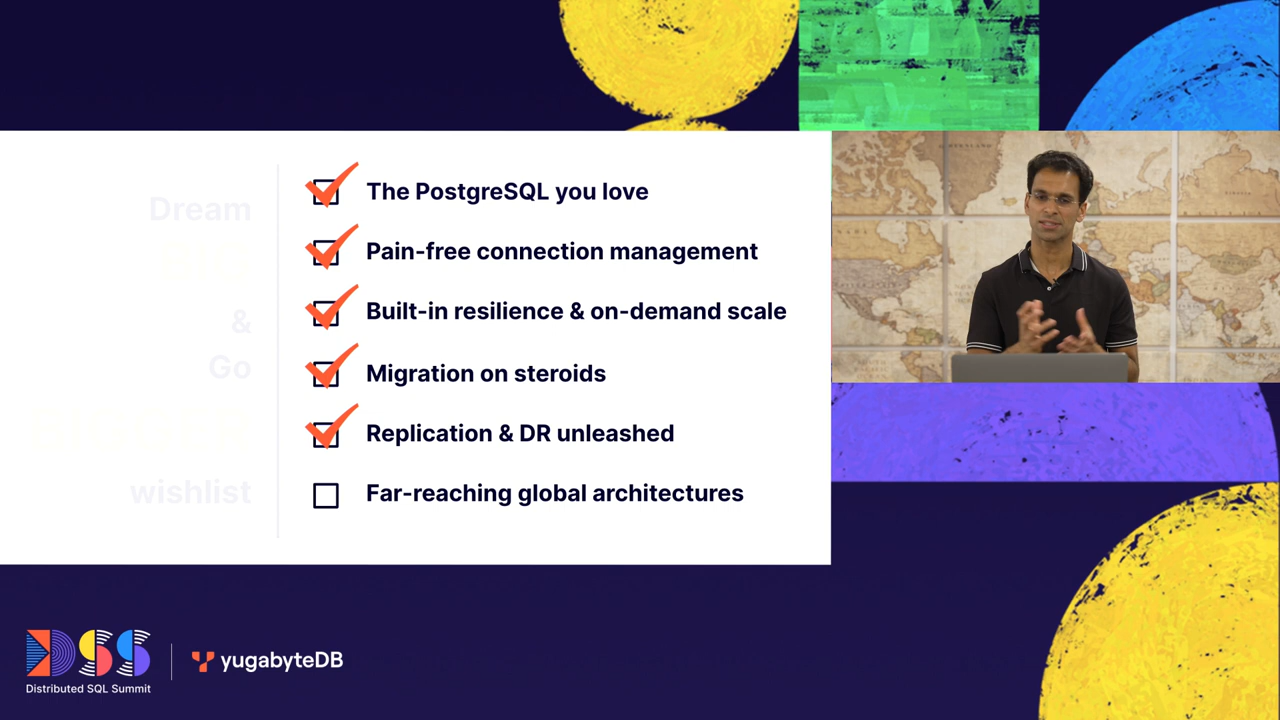 Dream
&
Go
wishlist
The PostgreSQL you love
Pain-free connection management
Built-in resilience & on-demand scale
Migration on steroids
Replication & DR unleashed
Far-reaching global architectures
DSS
Distributed SQL Summit
yugabyteDB